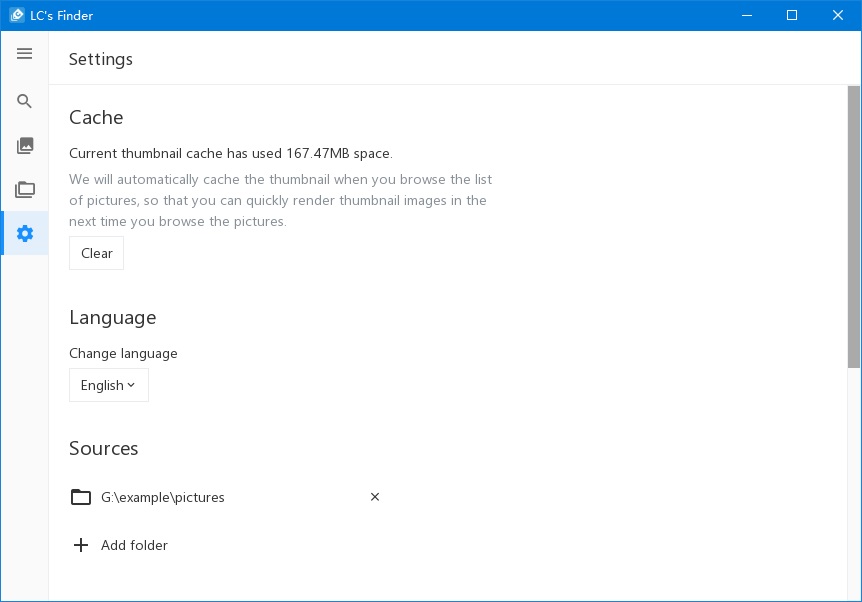 LC's Finder
Settings
Cache
Current thumbnail cache has used 167.47MB space.
We will automatically cache the thumbnail when you browse the list
of pictures, so that you can quickly render thumbnail images in the
next time you browse the pictures.
Clear
Language
Change language
English
Sources
G:\example\pictures
Add folder